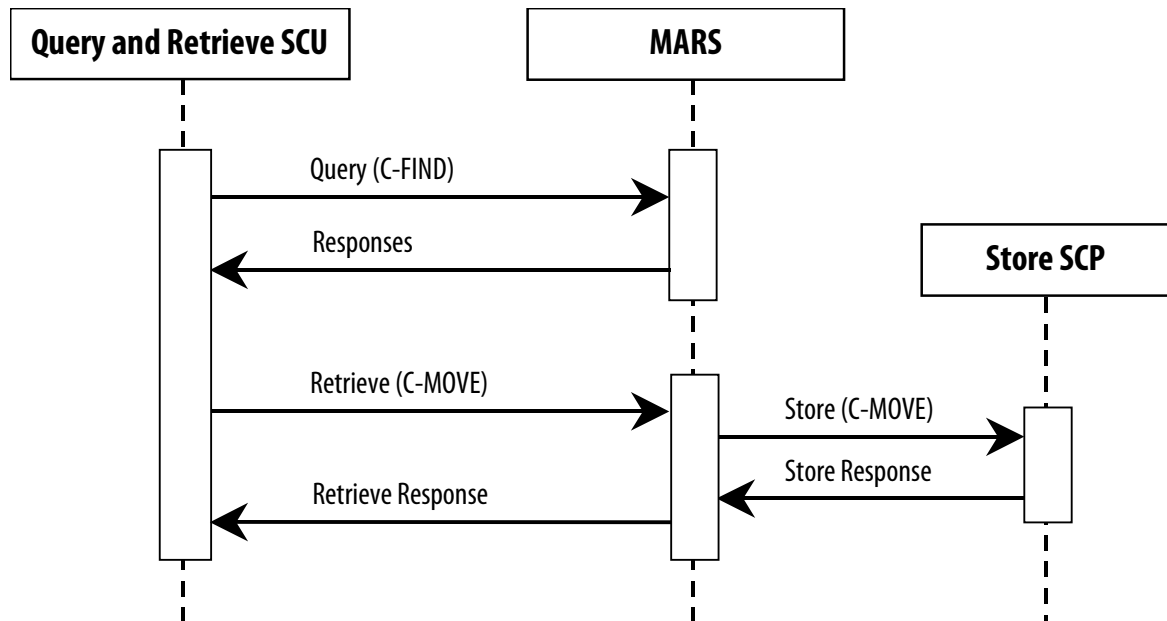 Query and Retrieve SCU
MARS
Query (C-FIND)
Responses
Store SCP
Retrieve (C-MOVE)
Store (C-MOVE)
Store Response
Retrieve Response